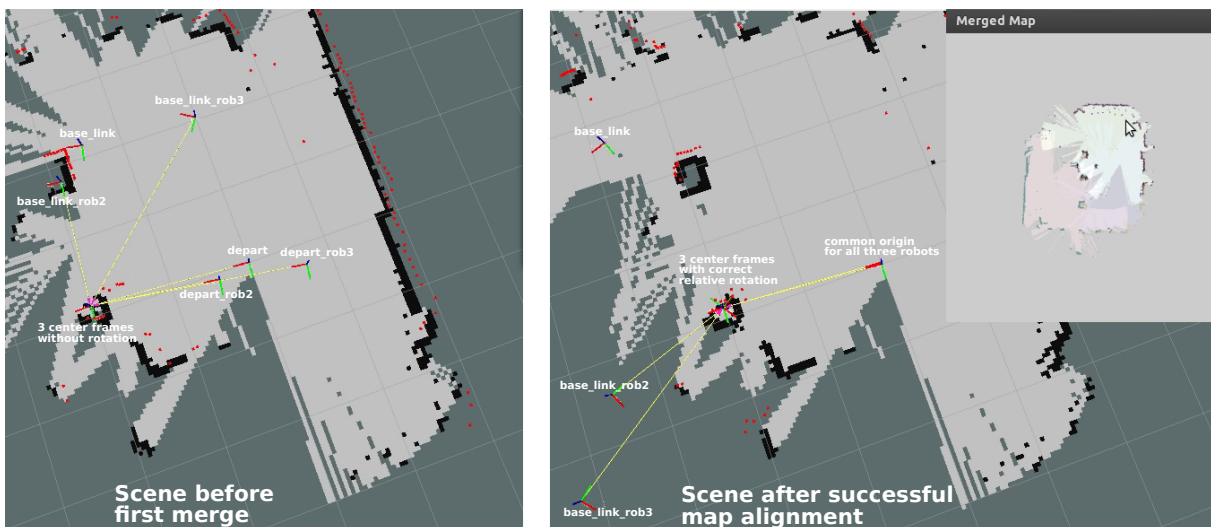 base_link_rob3
base_link
base_link_rob2
depart
depart_rob3
depart_rob2
3 center frames
without rotation
Scene before
first merge
Merged Map
base_link
common origin
for all three robots
3 center frames
with correct
relative rotation
base_link_rob2
base_link_rob3
Scene after successful
map alignment